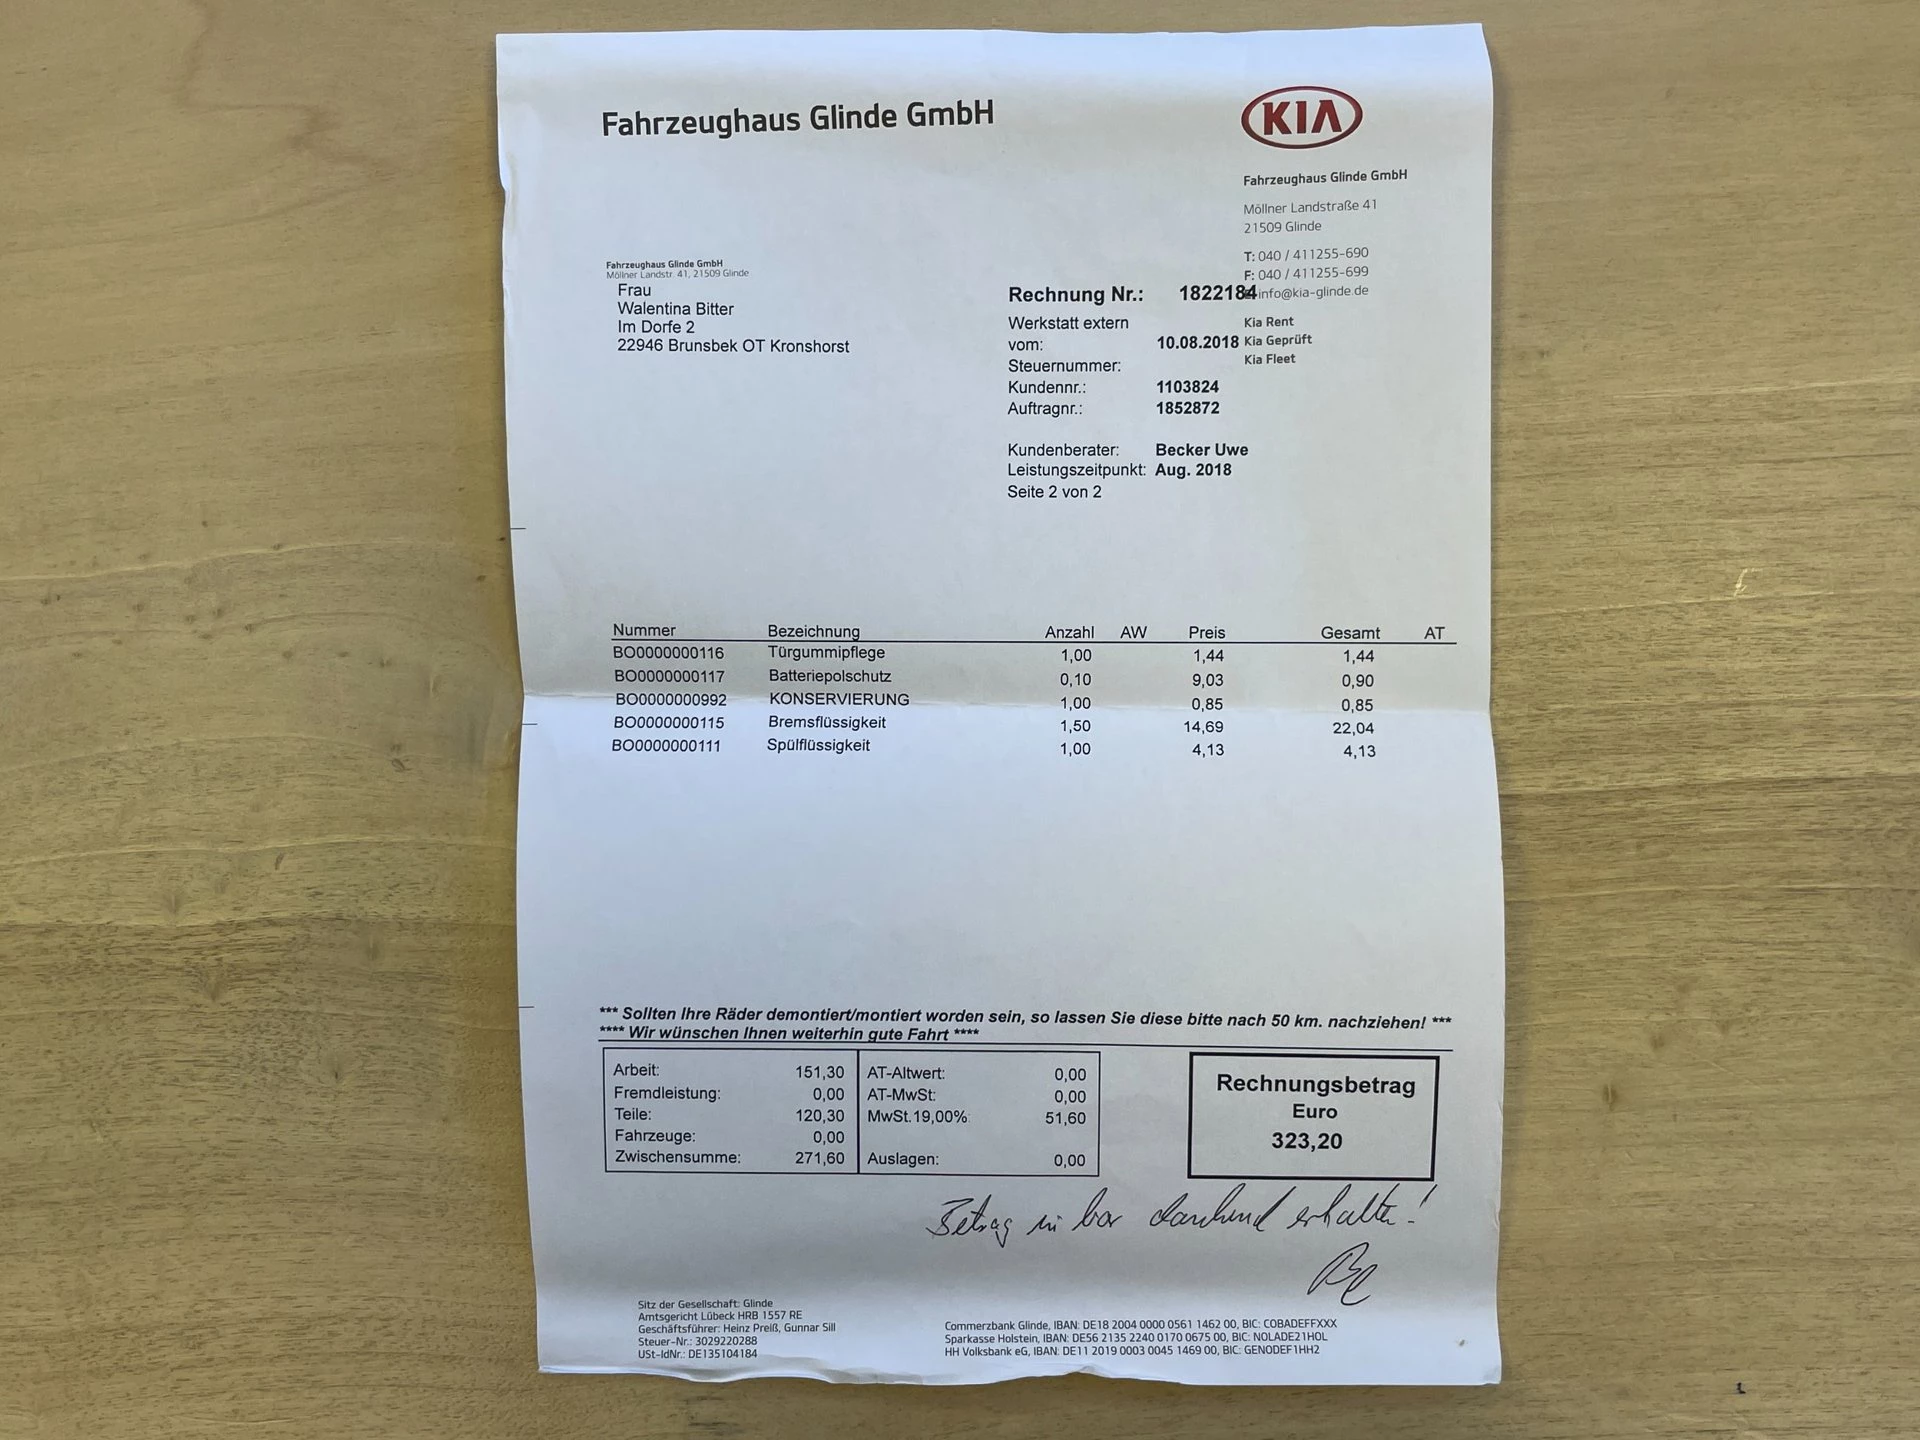 Fahrzeughaus Glinde GmbH
KIA
Fahrzeughaus Glinde GmbH
Möllner Landstraße 41
21509 Glinde
T: 040 / 411255-690
F: 040 / 411255-699
info@kia-glinde.de
Kia Rent
Kia Geprüft
Kia Fleet
Fahrzeughaus Glinde GmbH
Möllner Landstr. 41, 21509 Glinde
Frau
Walentina Bitter
Im Dorfe 2
22946 Brunsbek OT Kronshorst
Rechnung Nr.: 1822184
Werkstatt extern
vom: 10.08.2018
Steuernummer:
Kundennr.: 1103824
Auftragnr.: 1852872
Kundenberater: Becker Uwe
Leistungszeitpunkt: Aug. 2018
Seite 2 von 2
Nummer Bezeichnung Anzahl AW Preis Gesamt AT
BO0000000116 Türgummipflege 1,00 1,44 1,44
BO0000000117 Batteriepolschutz 0,10 9,03 0,90
BO0000000992 KONSERVIERUNG 1,00 0,85 0,85
BO0000000115 Bremsflüssigkeit 1,50 14,69 22,04
BO0000000111 Spülflüssigkeit 1,00 4,13 4,13
*** Sollten Ihre Räder demontiert/montiert worden sein, so lassen Sie diese bitte nach 50 km. nachziehen! ***
**** Wir wünschen Ihnen weiterhin gute Fahrt ****
Arbeit: 151,30 AT-Altwert: 0,00
Fremdleistung: 0,00 AT-MwSt: 0,00
Teile: 120,30 MwSt.19,00%: 51,60
Fahrzeuge: 0,00
Zwischensumme: 271,60 Auslagen: 0,00
Rechnungsbetrag
Euro
323,20
Betrag in bar dankend erhalten!
Sitz der Gesellschaft: Glinde
Amtsgericht Lübeck HRB 1557 RE
Geschäftsführer: Heinz Preiß, Gunnar Sill
Steuer-Nr.: 3029220288
USt-IdNr.: DE135104184
Commerzbank Glinde, IBAN: DE18 2004 0000 0561 1462 00, BIC: COBADEFFXXX
Sparkasse Holstein, IBAN: DE56 2135 2240 0170 0675 00, BIC: NOLADE21HOL
HH Volksbank eG, IBAN: DE11 2019 0003 0045 1469 00, BIC: GENODEF1HH2